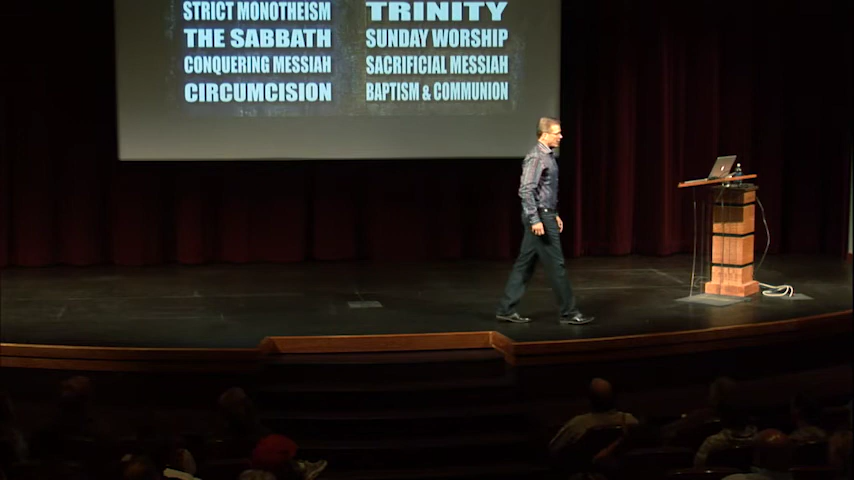 STRICT MONOTHEISM TRINITY
THE SABBATH SUNDAY WORSHIP
CONQUERING MESSIAH SACRIFICIAL MESSIAH
CIRCUMCISION BAPTISM & COMMUNION